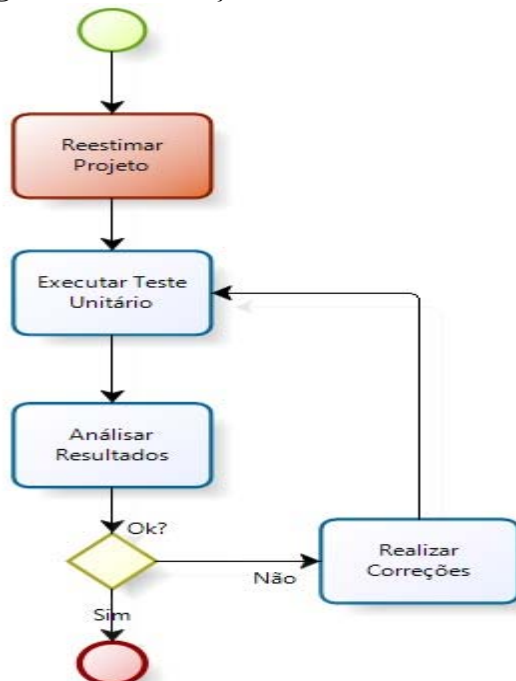 Reestimar
Projeto
Executar Teste
Unitário
Análisar
Resultados
Ok?
Não
Realizar
Correções
Sim